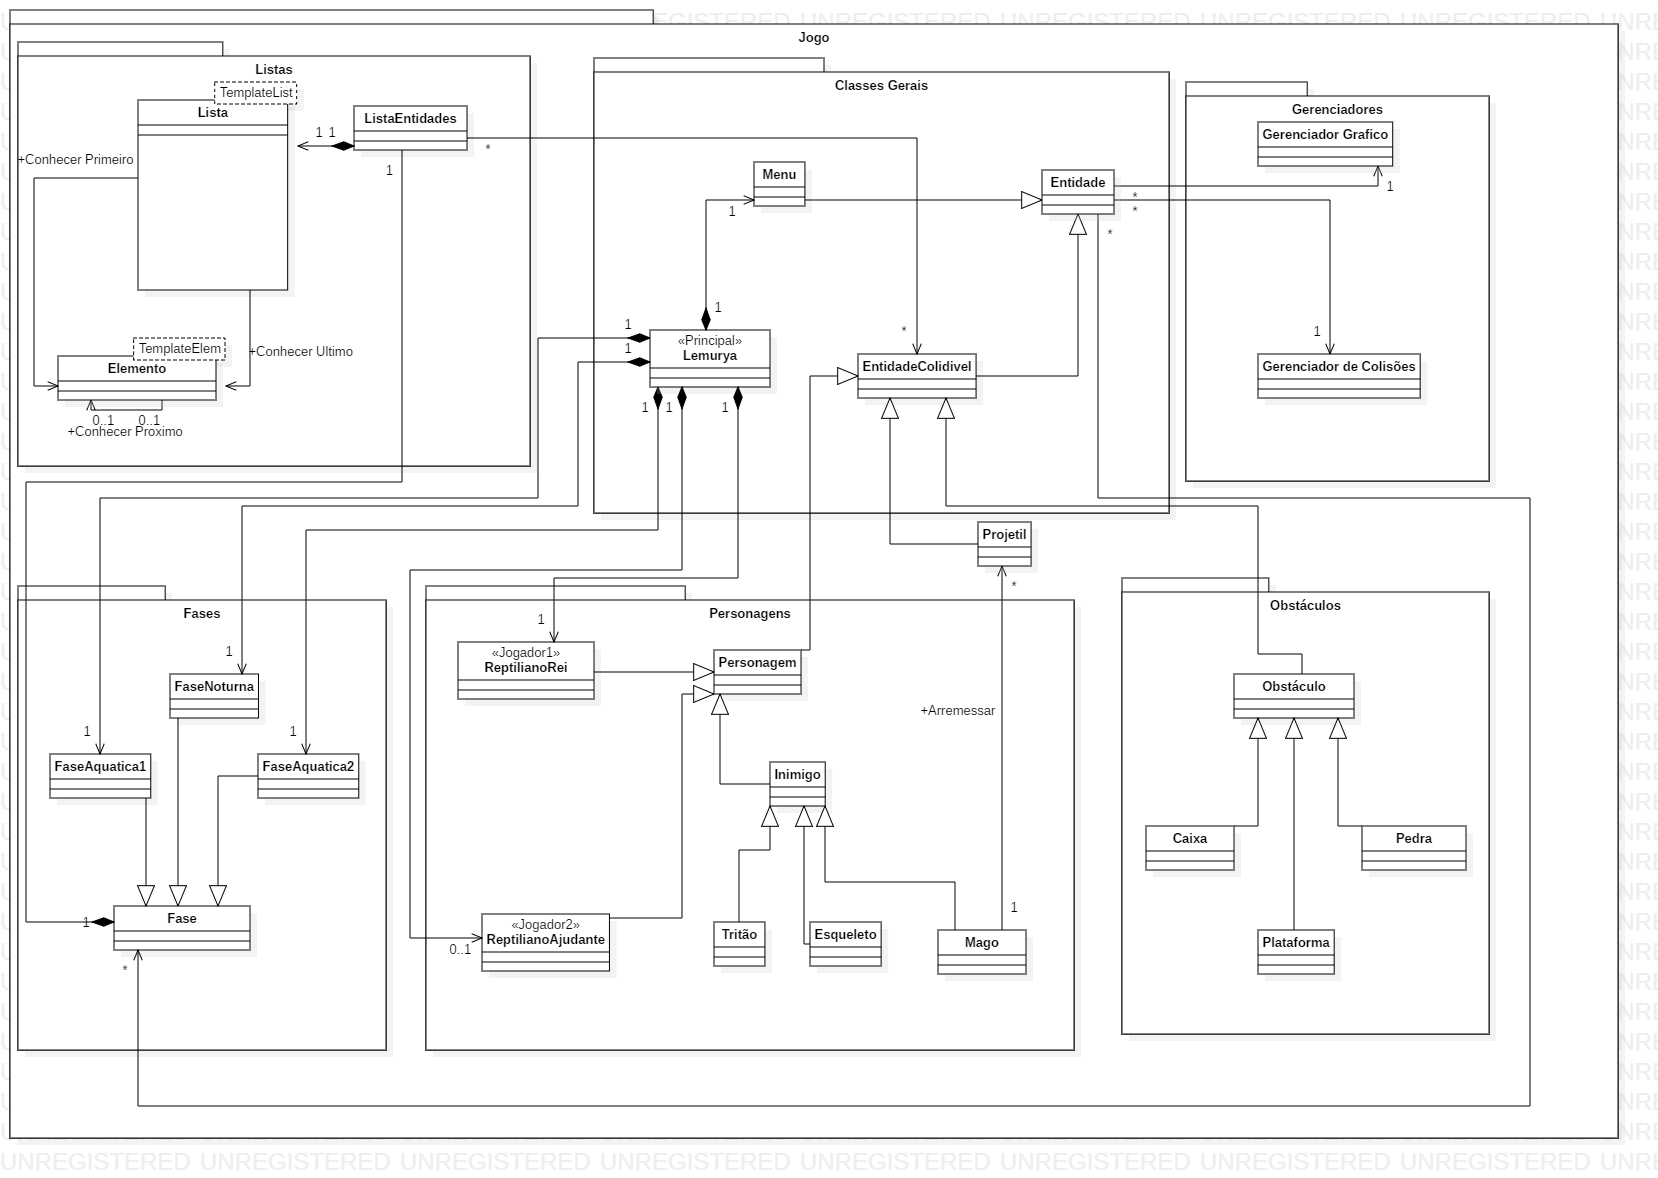 Jogo
Listas
TemplateList
Lista
ListaEntidades
1 1
*
1
+Conhecer Primeiro
TemplateElem
Elemento
+Conhecer Ultimo
0..1 0..1
+Conhecer Proximo
Classes Gerais
Menu
1
1
Entidade
*
*
*
1
1
«Principal»
Lemurya
1
1
1
*
EntidadeColidivel
Gerenciadores
Gerenciador Grafico
1
1
Gerenciador de Colisões
Projetil
*
Fases
1
FaseNoturna
1
FaseAquatica1
1
FaseAquatica2
1
Fase
*
Personagens
1
«Jogador1»
ReptilianoRei
Personagem
+Arremessar
Inimigo
«Jogador2»
ReptilianoAjudante
0..1
Tritão
Esqueleto
1
Mago
Obstáculos
Obstáculo
Caixa
Pedra
Plataforma
UNREGISTERED UNREGISTERED UNREGISTERED UNREGISTERED UNREGISTERED UNREGISTERED UNREGISTERED UNREGISTERED